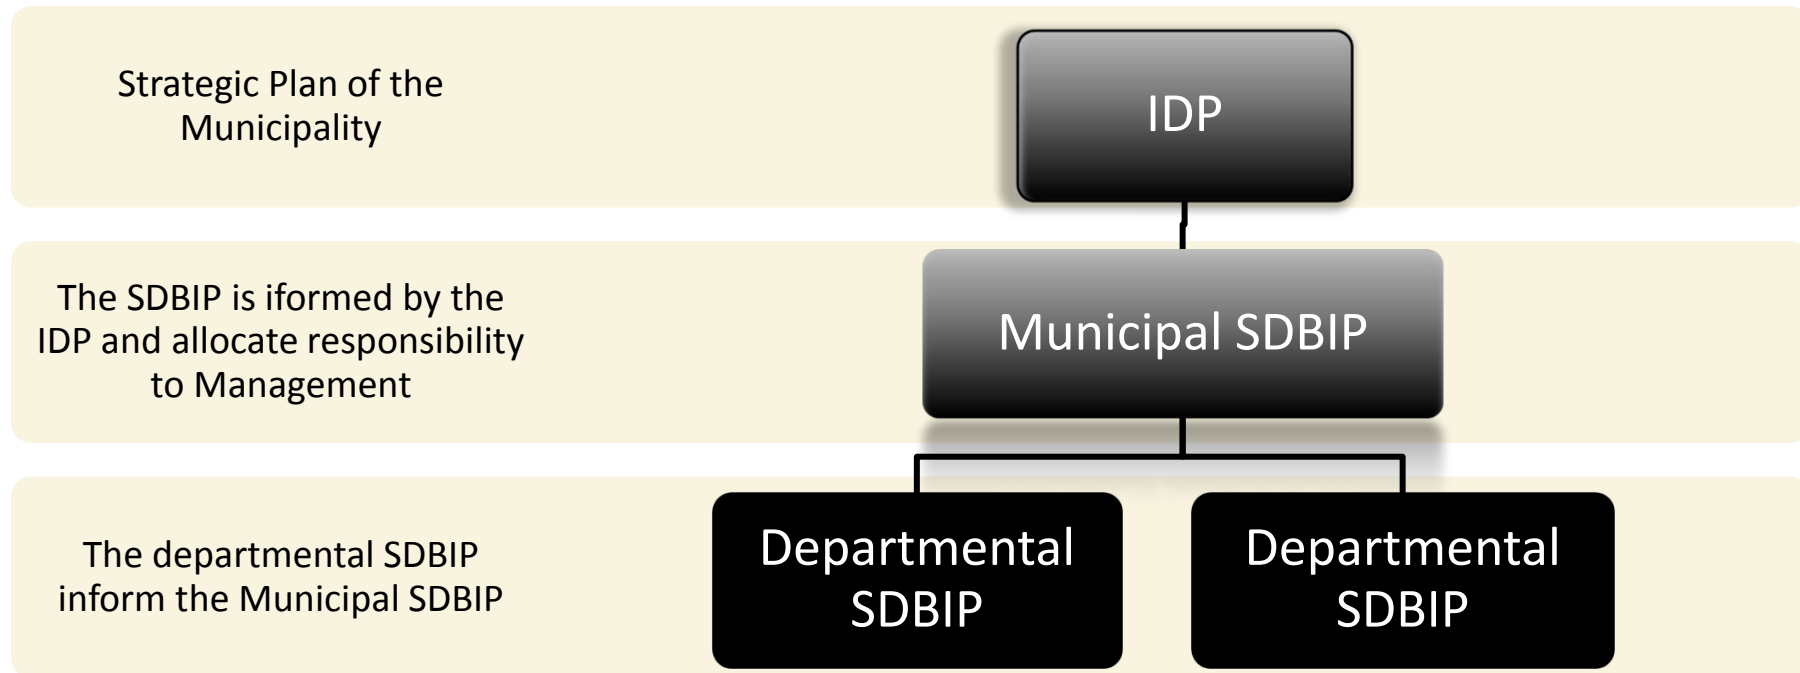 Strategic Plan of the
Municipality
IDP
The SDBIP is iformed by the
IDP and allocate responsibility
to Management
Municipal SDBIP
The departmental SDBIP
inform the Municipal SDBIP
Departmental
SDBIP
Departmental
SDBIP